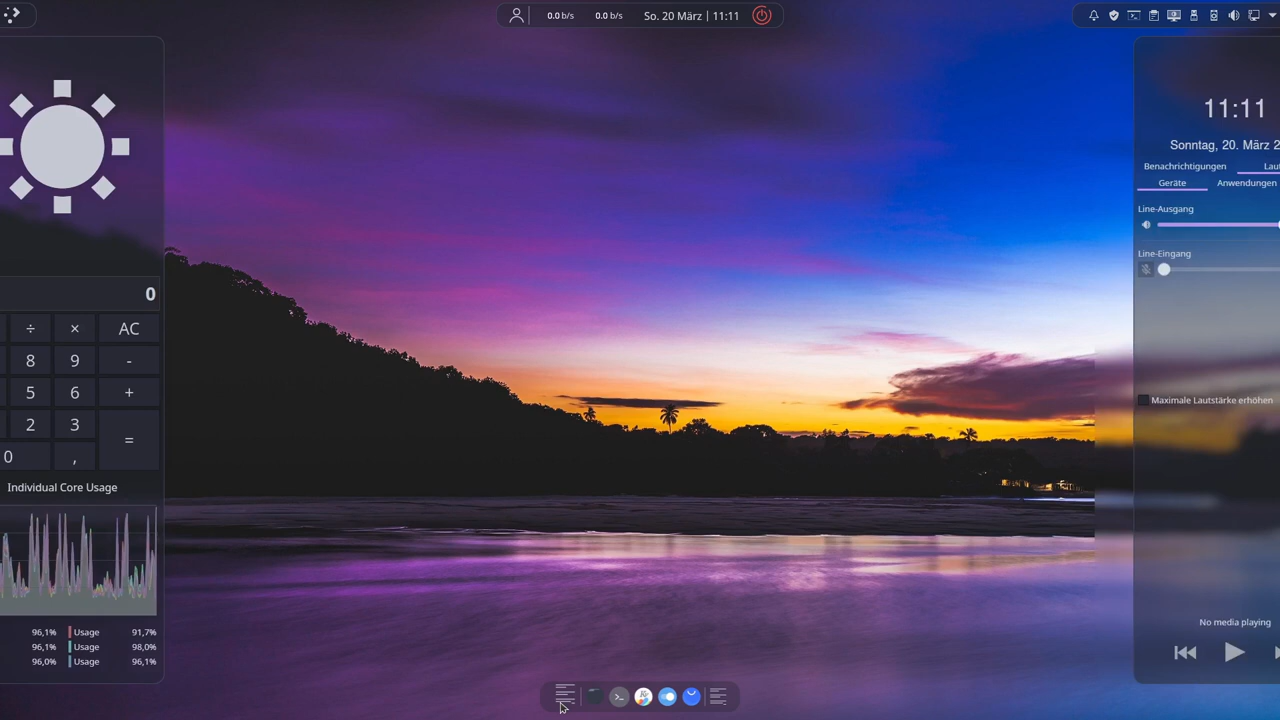 0.0 b/s 0.0 b/s So. 20 März | 11:11
0
÷ × AC
8 9 -
5 6 +
2 3
=
0 ,
Individual Core Usage
96,1% Usage 91,7%
96,1% Usage 98,0%
96,0% Usage 96,1%
11:11
Sonntag, 20. März 2
Benachrichtigungen Laut
Geräte Anwendungen
Line-Ausgang
Line-Eingang
Maximale Lautstärke erhöhen
No media playing